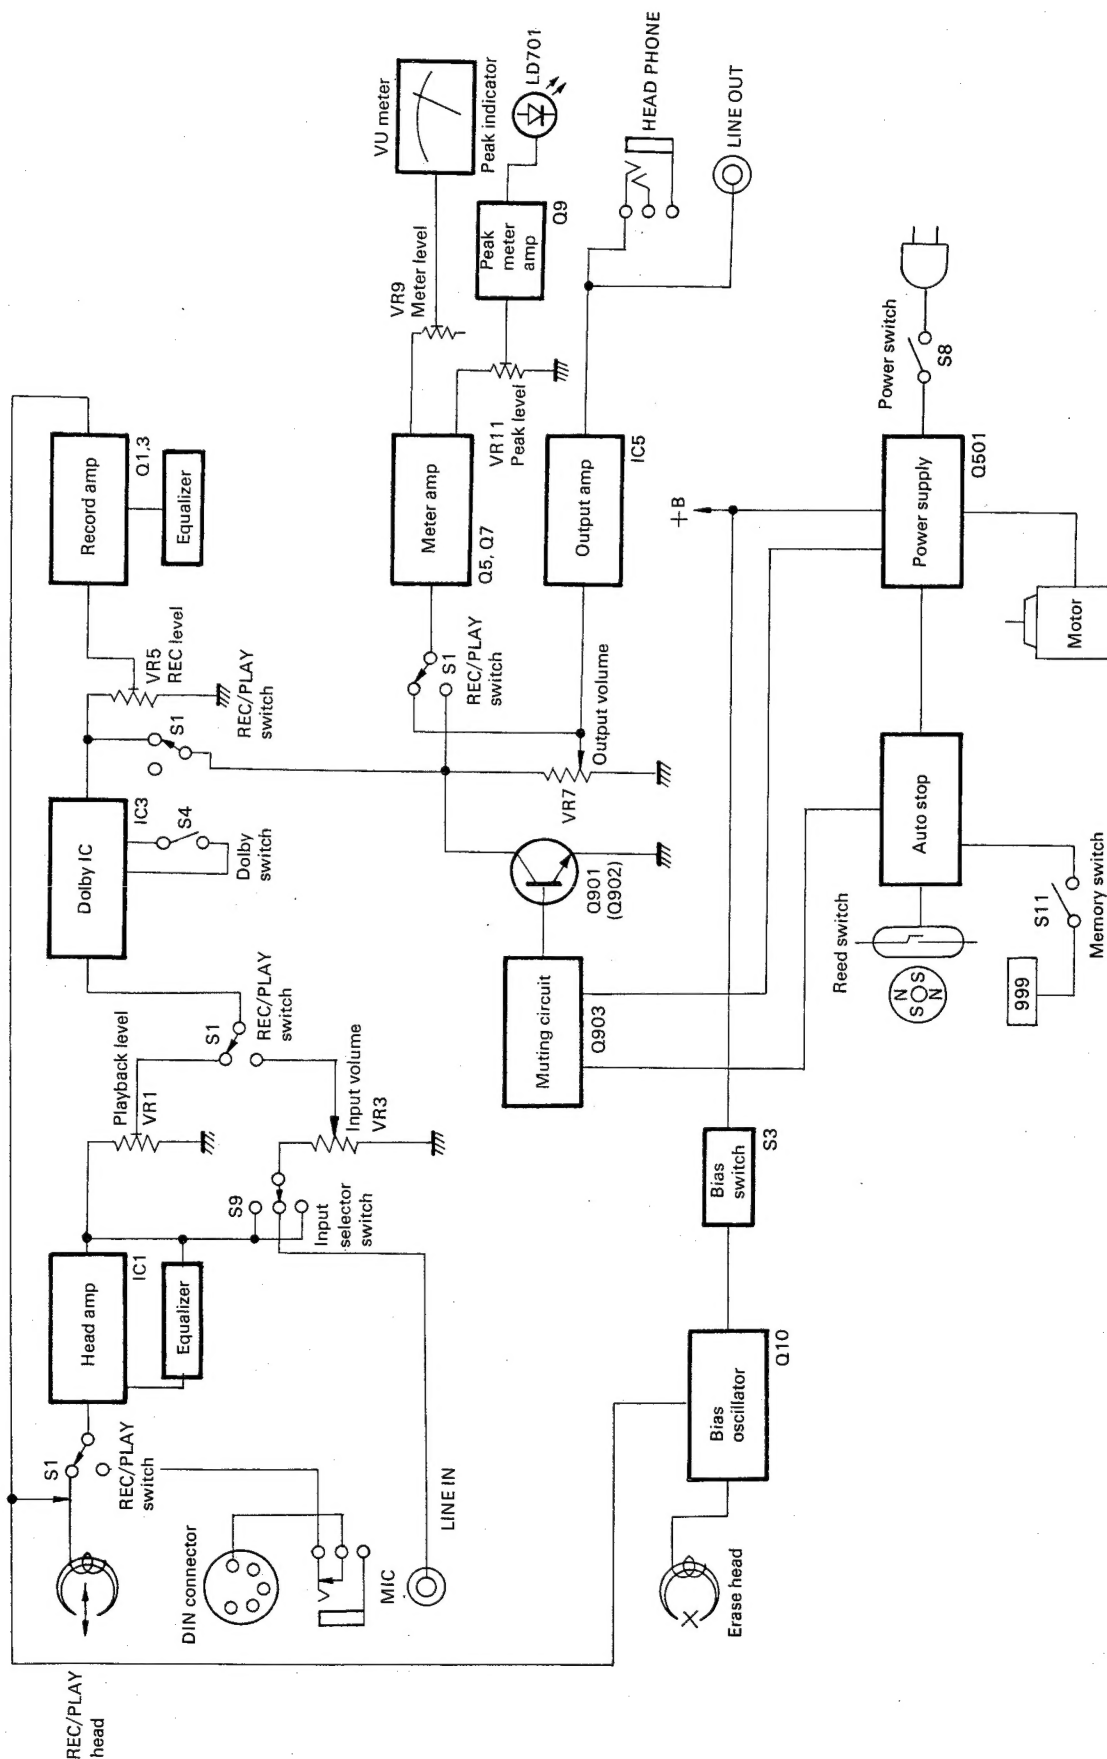 REC/PLAY
head
S1
REC/PLAY
switch
Head amp
IC1
Equalizer
Playback level
VR1
S1
REC/PLAY
switch
Dolby IC
IC3
S4
Dolby
switch
S1
REC/PLAY
switch
VR5
REC level
Record amp
Q1.3
Equalizer
DIN connector
MIC
LINE IN
S9
Input
selector
switch
Input volume
VR3
Muting circuit
Q903
Q901
(Q902)
VR7
Output volume
S1
REC/PLAY
switch
Meter amp
Q5, Q7
VR9
Meter level
VU meter
VR11
Peak level
Peak
meter
amp
Q9
Peak indicator
LD701
Output amp
IC5
HEAD PHONE
LINE OUT
Erase head
Bias
oscillator
Q10
Bias
switch
S3
+B
Reed switch
N
S
S
N
999
S11
Memory switch
Auto stop
Power supply
Q501
Motor
Power switch
S8